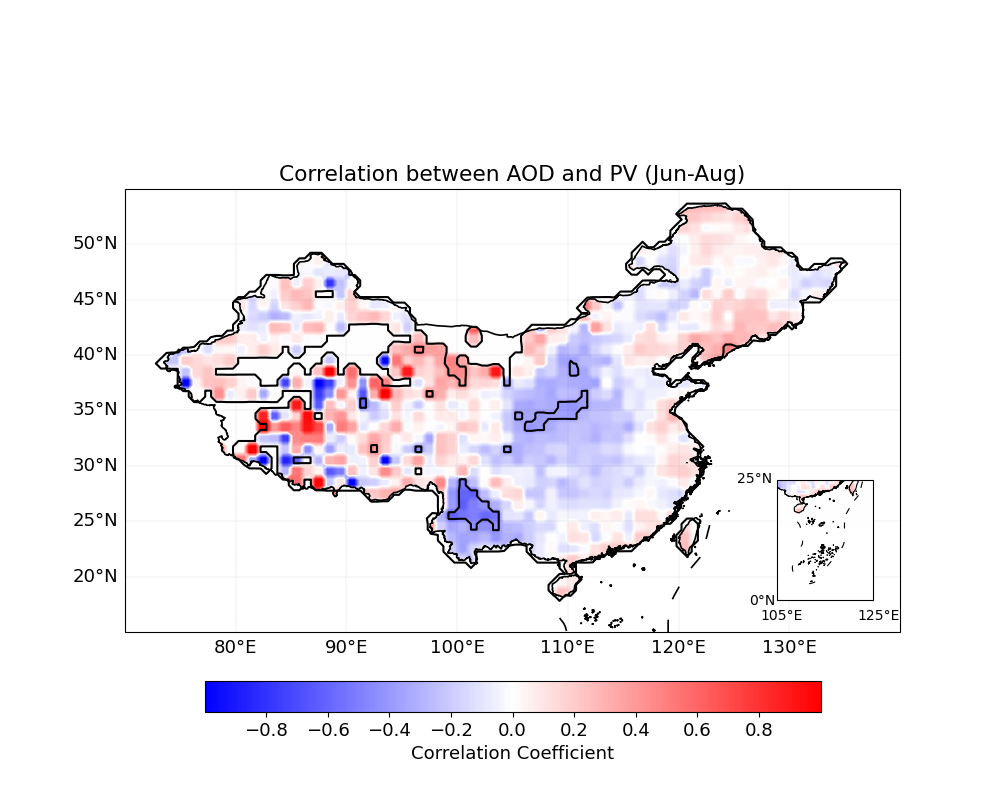 Correlation between AOD and PV (Jun-Aug)
50°N
45°N
40°N
35°N
30°N
25°N
20°N
25°N
0°N
105°E
125°E
80°E
90°E
100°E
110°E
120°E
130°E
−0.8
−0.6
−0.4
−0.2
0.0
0.2
0.4
0.6
0.8
Correlation Coefficient